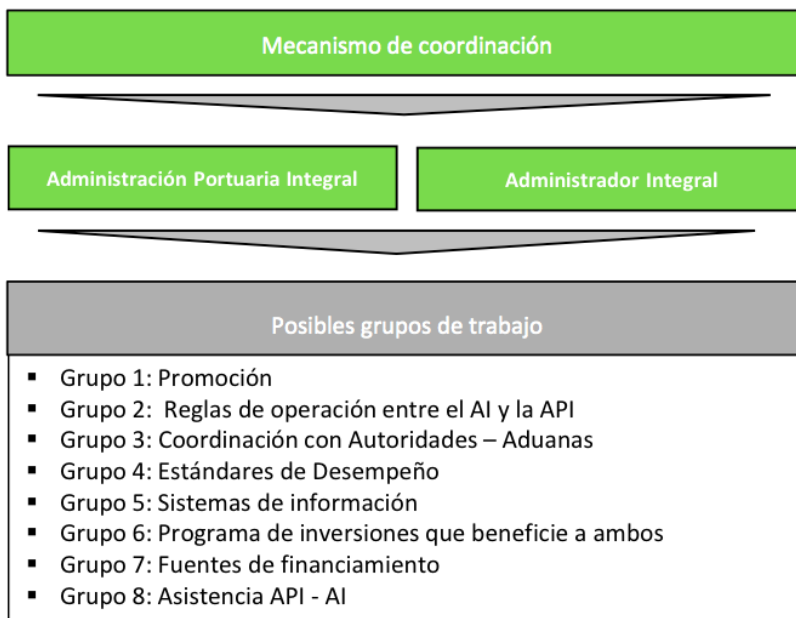 Mecanismo de coordinación
Administración Portuaria Integral
Administrador Integral
Posibles grupos de trabajo
▪ Grupo 1: Promoción
▪ Grupo 2:  Reglas de operación entre el AI y la API
▪ Grupo 3: Coordinación con Autoridades – Aduanas
▪ Grupo 4: Estándares de Desempeño
▪ Grupo 5: Sistemas de información
▪ Grupo 6: Programa de inversiones que beneficie a ambos
▪ Grupo 7: Fuentes de financiamiento
▪ Grupo 8: Asistencia API - AI